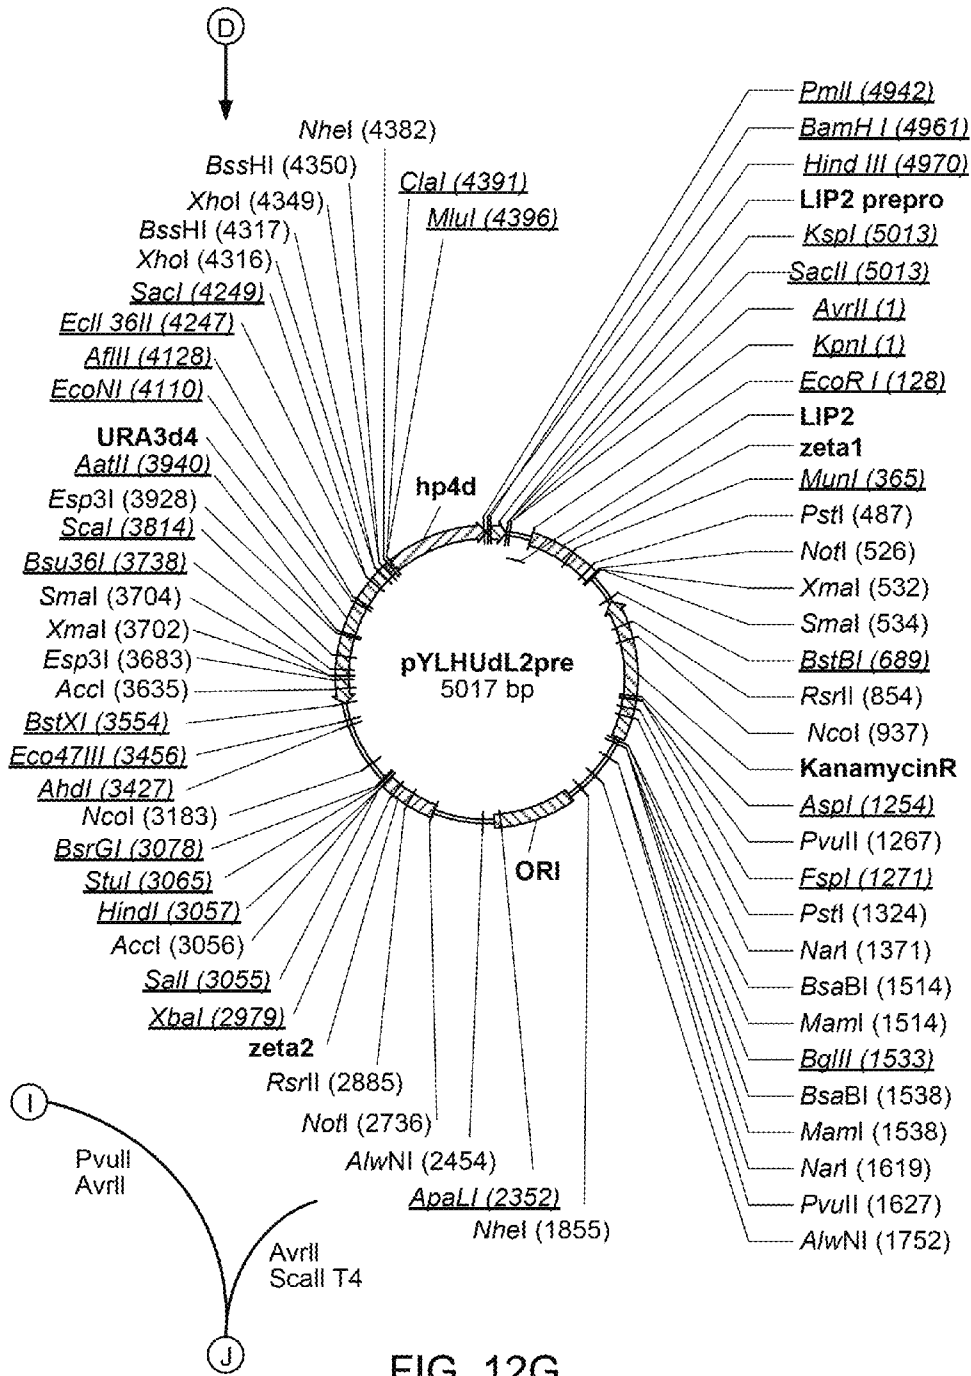 D
NheI (4382)
BssHI (4350)
XhoI (4349)
BssHI (4317)
XhoI (4316)
SacI (4249)
Ecll 36II (4247)
AflII (4128)
EcoNI (4110)
URA3d4
AatII (3940)
Esp3I (3928)
ScaI (3814)
Bsu36I (3738)
SmaI (3704)
XmaI (3702)
Esp3I (3683)
AccI (3635)
BstXI (3554)
Eco47III (3456)
AhdI (3427)
NcoI (3183)
BsrGI (3078)
StuI (3065)
HindI (3057)
AccI (3056)
SalI (3055)
XbaI (2979)
zeta2
RsrII (2885)
NotI (2736)
AlwNI (2454)
ApaLI (2352)
NheI (1855)
ClaI (4391)
MluI (4396)
hp4d
pYLHUdL2pre
5017 bp
ORI
PmlI (4942)
BamH I (4961)
Hind III (4970)
LIP2 prepro
KspI (5013)
SacII (5013)
AvrII (1)
KpnI (1)
EcoR I (128)
LIP2
zeta1
MunI (365)
PstI (487)
NotI (526)
XmaI (532)
SmaI (534)
BstBI (689)
RsrII (854)
NcoI (937)
KanamycinR
AspI (1254)
PvuII (1267)
FspI (1271)
PstI (1324)
NarI (1371)
BsaBI (1514)
MamI (1514)
BglII (1533)
BsaBI (1538)
MamI (1538)
NarI (1619)
PvuII (1627)
AlwNI (1752)
I
PvuII
AvrII
AvrII
ScaII T4
J
FIG. 12G